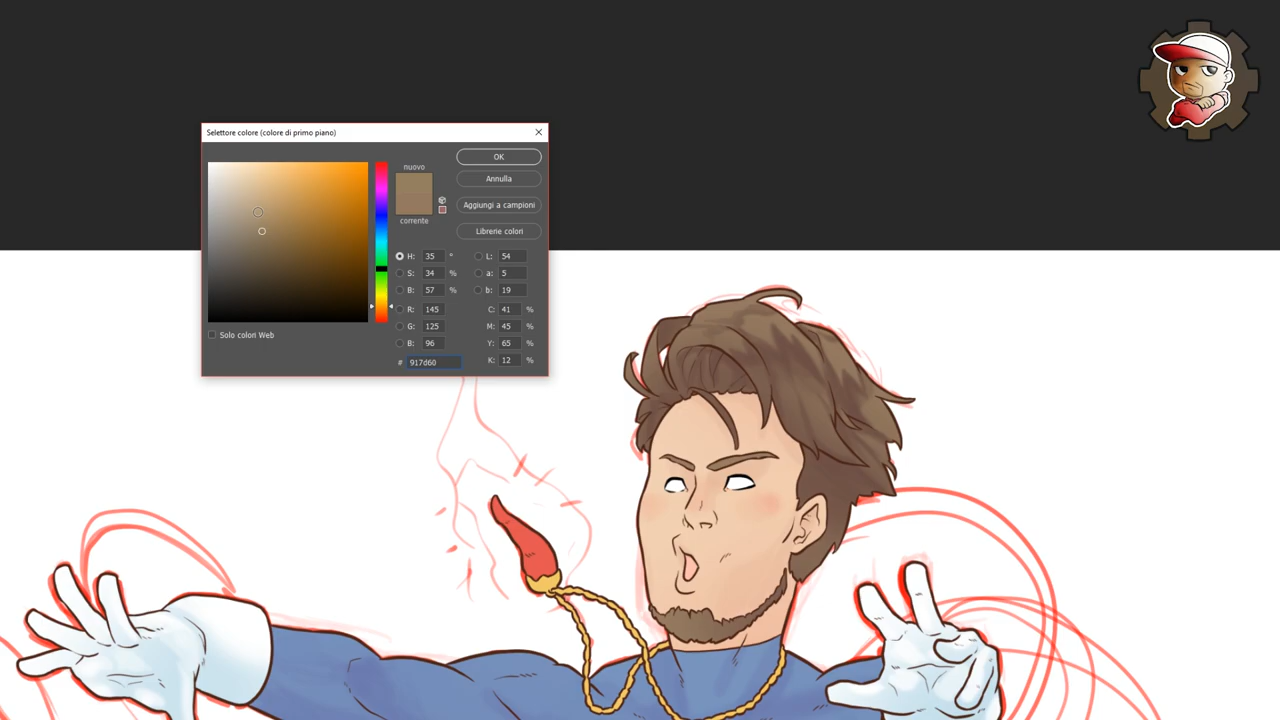 Selettore colore (colore di primo piano)
nuovo
corrente
OK
Annulla
Aggiungi a campioni
Librerie colori
H: 35 °
S: 34 %
B: 57 %
R: 145
G: 125
B: 96
# 917d60
L: 54
a: 5
b: 19
C: 41 %
M: 45 %
Y: 65 %
K: 12 %
Solo colori Web